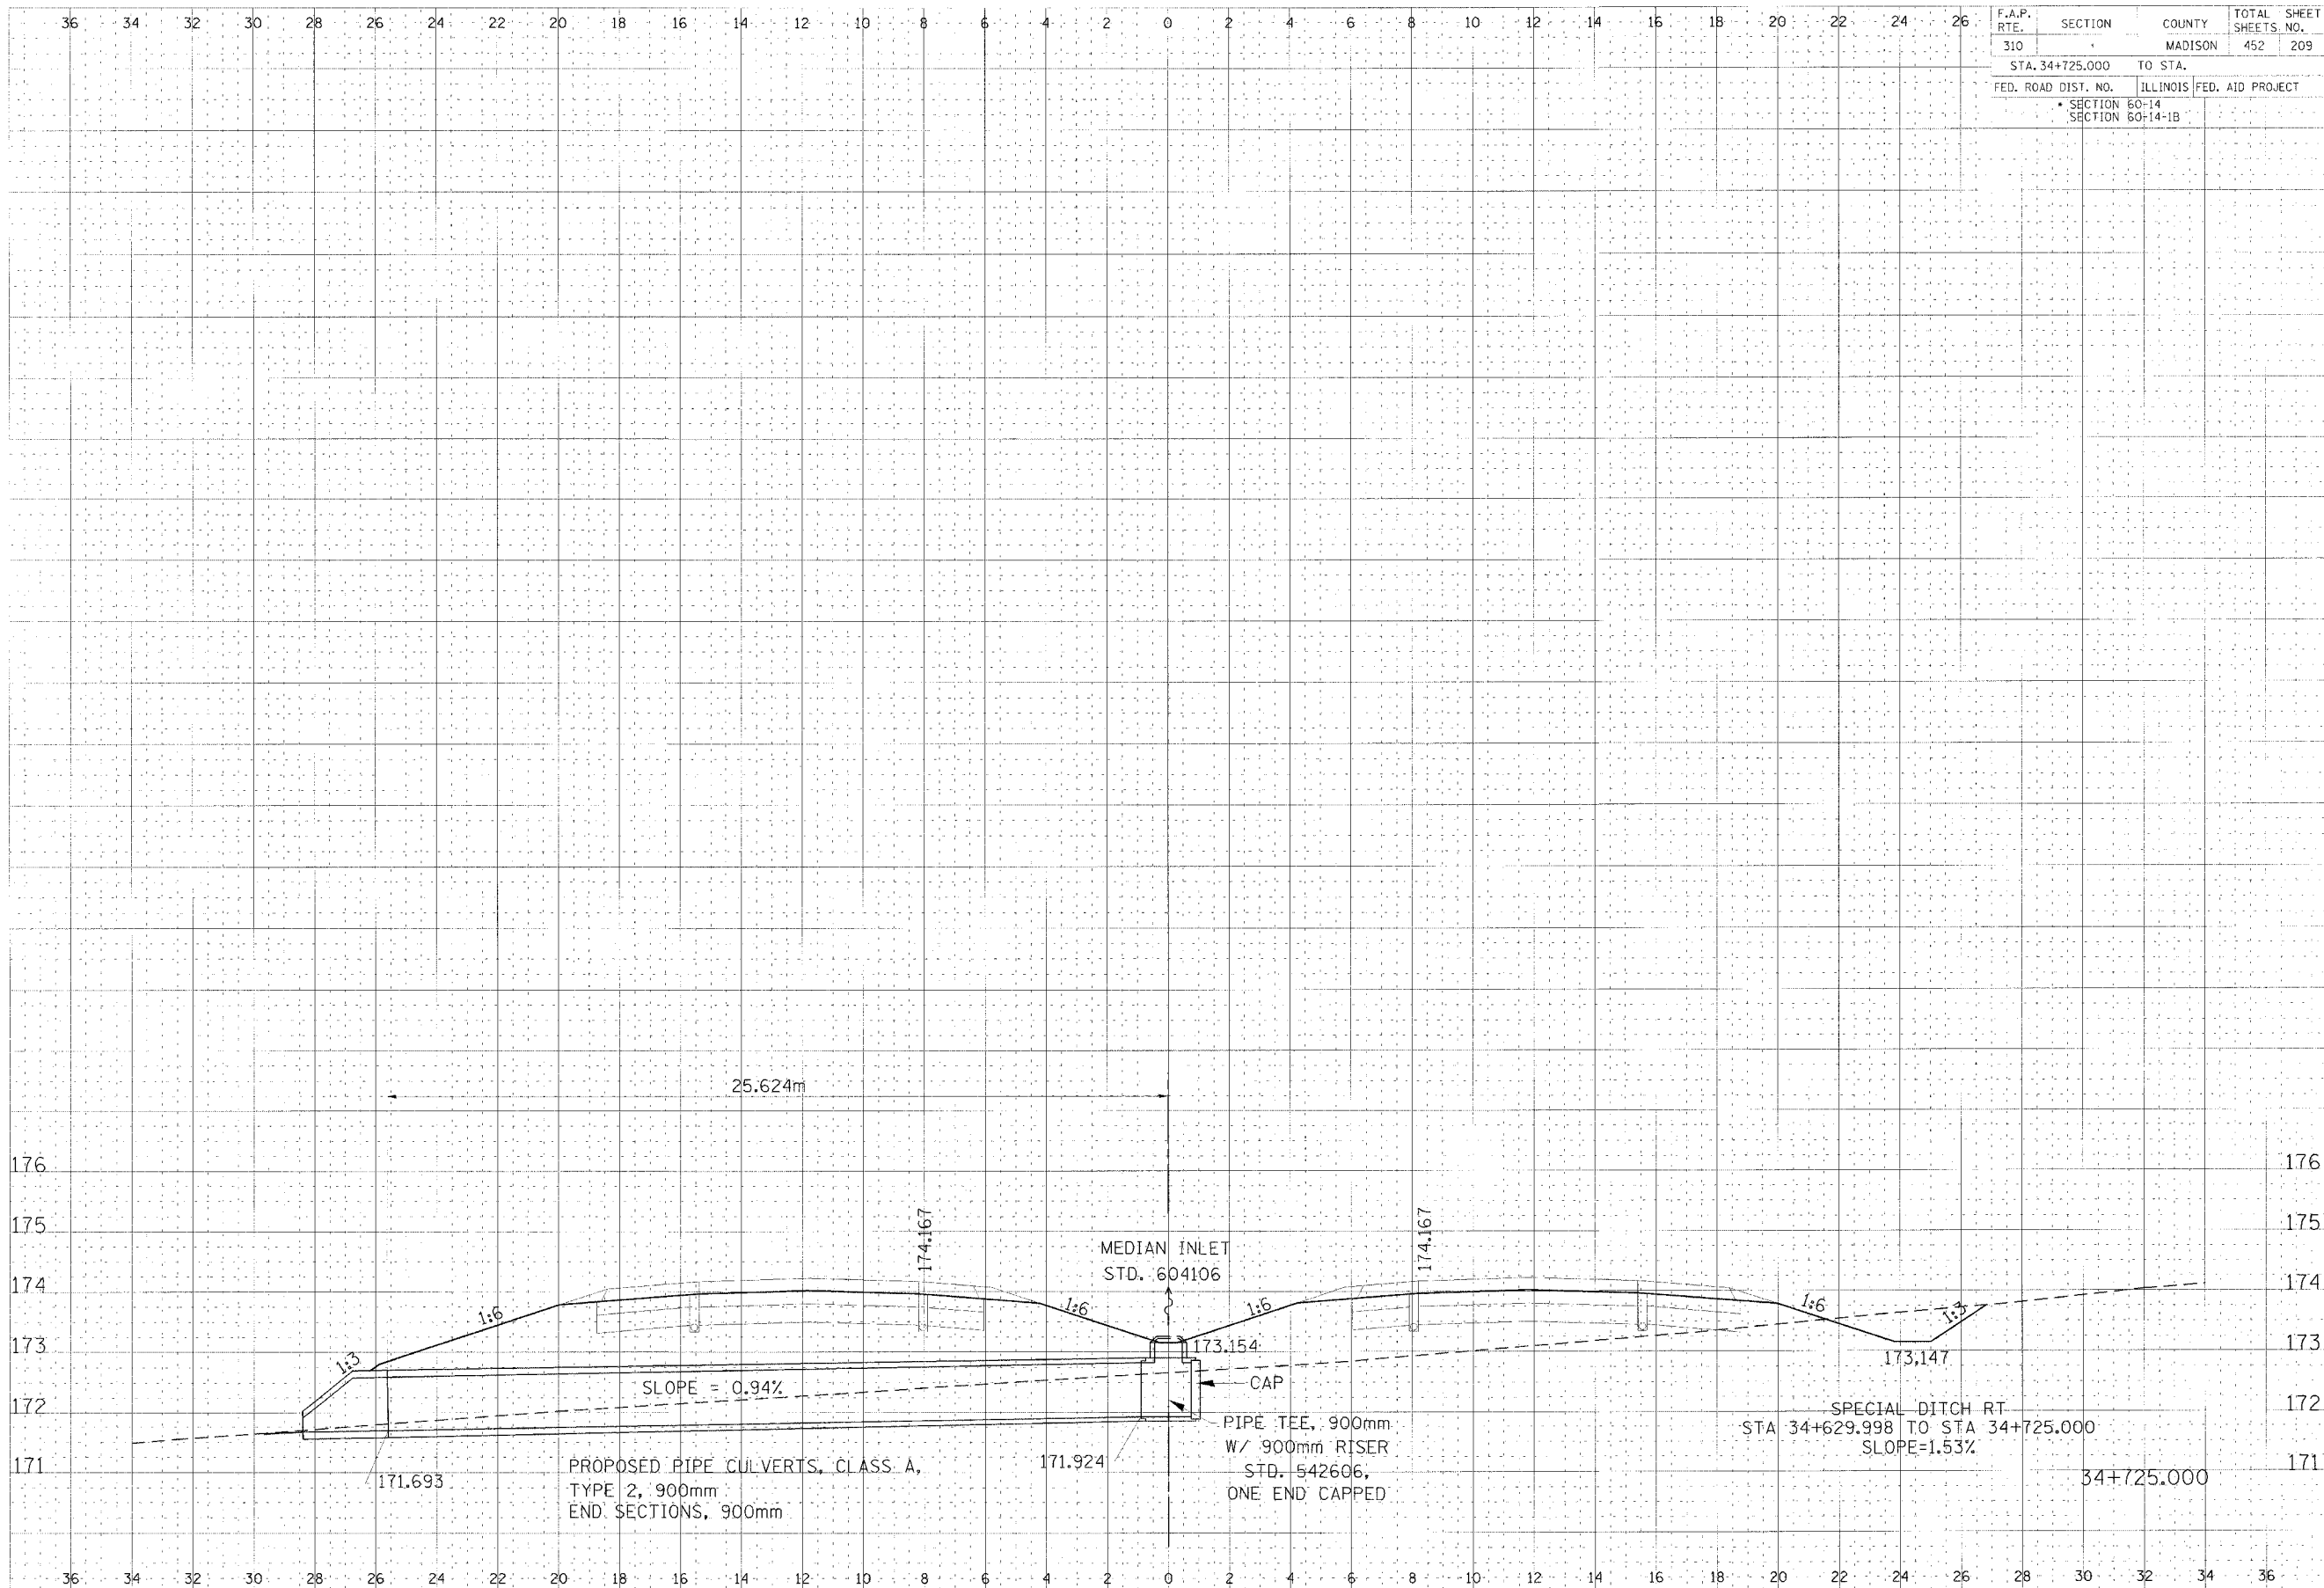 36 34 32 30 28 26 24 22 20 18 16 14 12 10 8 6 4 2 0 2 4 6 8 10 12 14 16 18 20 22 24 26
F.A.P. RTE. SECTION COUNTY TOTAL SHEETS SHEET NO.
310 * MADISON 452 209
STA. 34+725.000 TO STA.
FED. ROAD DIST. NO. ILLINOIS FED. AID PROJECT
* SECTION 60-14
SECTION 60-14-1B
25.624m
176 176
175 175
174 174
173 173
172 172
171 171
174.167
174.167
MEDIAN INLET
STD. 604106
1:6
1:6
1:6
1:6
1:3
1:3
173.154
173.147
SLOPE = 0.94%
CAP
PIPE TEE, 900mm
W/ 900mm RISER
STD. 542606,
ONE END CAPPED
171.924
171.693
PROPOSED PIPE CULVERTS, CLASS A,
TYPE 2, 900mm
END SECTIONS, 900mm
SPECIAL DITCH RT
STA 34+629.998 TO STA 34+725.000
SLOPE=1.53%
34+725.000
36 34 32 30 28 26 24 22 20 18 16 14 12 10 8 6 4 2 0 2 4 6 8 10 12 14 16 18 20 22 24 26 28 30 32 34 36